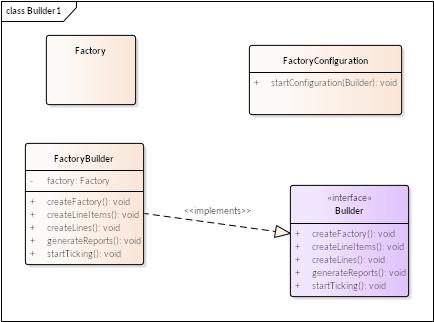 class Builder1
Factory
FactoryConfiguration
+ startConfiguration(Builder): void
FactoryBuilder
- factory: Factory
+ createFactory(): void
+ createLineItems(): void
+ createLines(): void
+ generateReports(): void
+ startTicking(): void
<<implements>>
«interface»
Builder
+ createFactory(): void
+ createLineItems(): void
+ createLines(): void
+ generateReports(): void
+ startTicking(): void